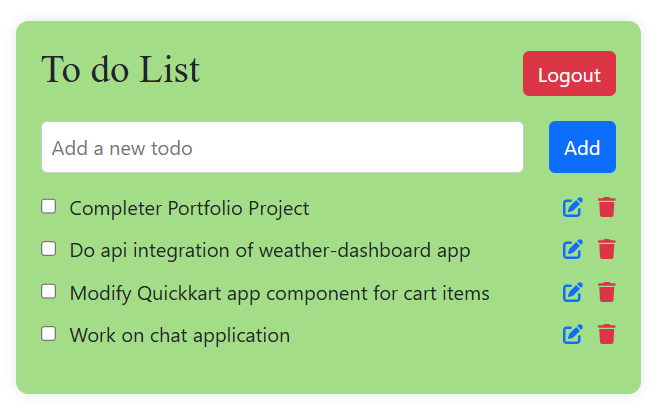 To do List
Logout
Add a new todo
Add
Completer Portfolio Project
Do api integration of weather-dashboard app
Modify Quickkart app component for cart items
Work on chat application